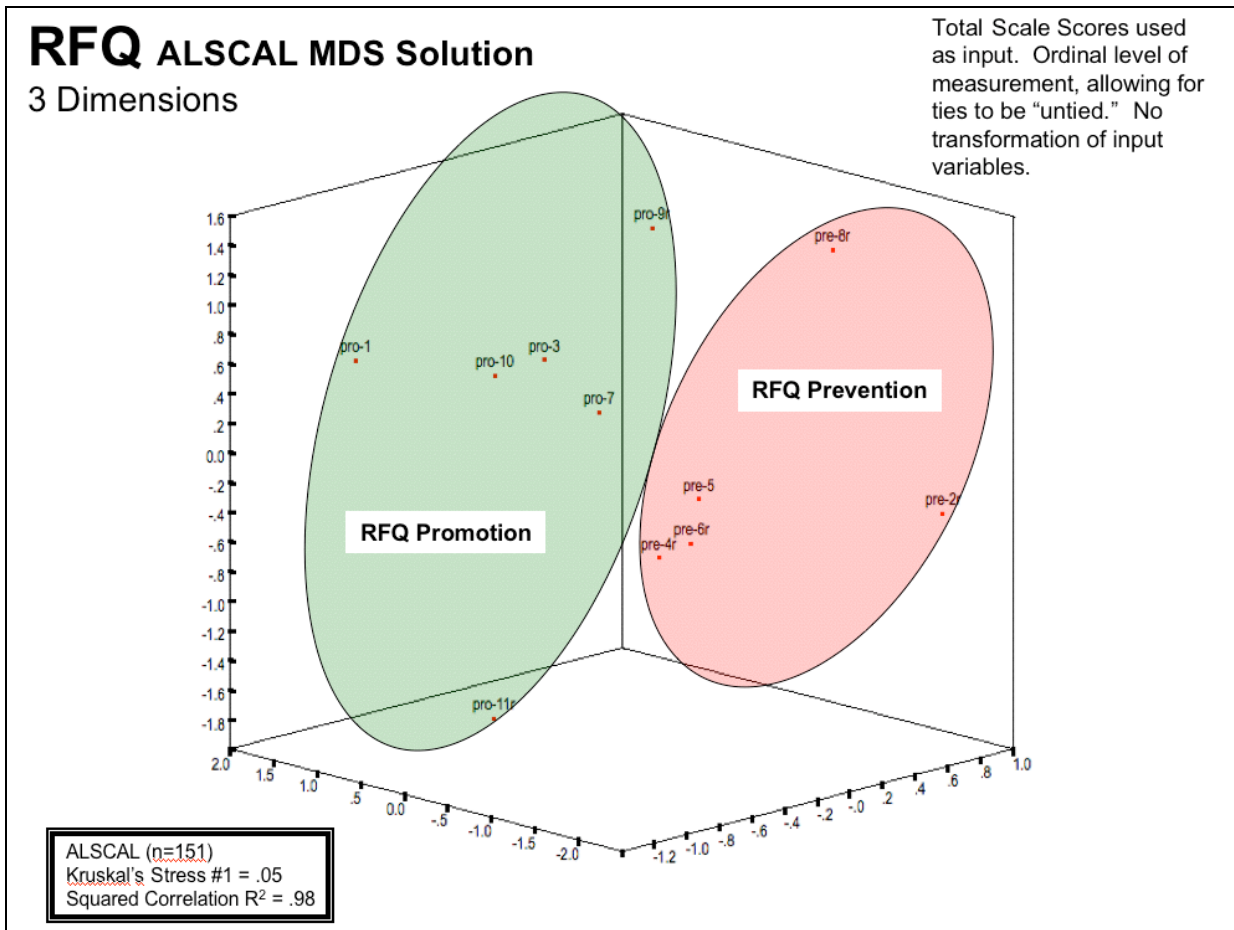 RFQ ALSCAL MDS Solution
3 Dimensions
Total Scale Scores used
as input. Ordinal level of
measurement, allowing for
ties to be “untied.” No
transformation of input
variables.
1.6
1.4
1.2
1.0
.8
.6
.4
.2
0.0
-.2
-.4
-.6
-.8
-1.0
-1.2
-1.4
-1.6
-1.8
pro-9r
pre-8r
pro-1
pro-10
pro-3
pro-7
RFQ Prevention
pre-5
pre-2r
RFQ Promotion
pre-6r
pre-4r
pro-11r
2.0
1.5
1.0
.5
0.0
-.5
-1.0
-1.5
-2.0
-1.2
-1.0
-.8
-.6
-.4
-.2
-.0
.2
.4
.6
.8
1.0
ALSCAL (n=151)
Kruskal’s Stress #1 = .05
Squared Correlation R² = .98